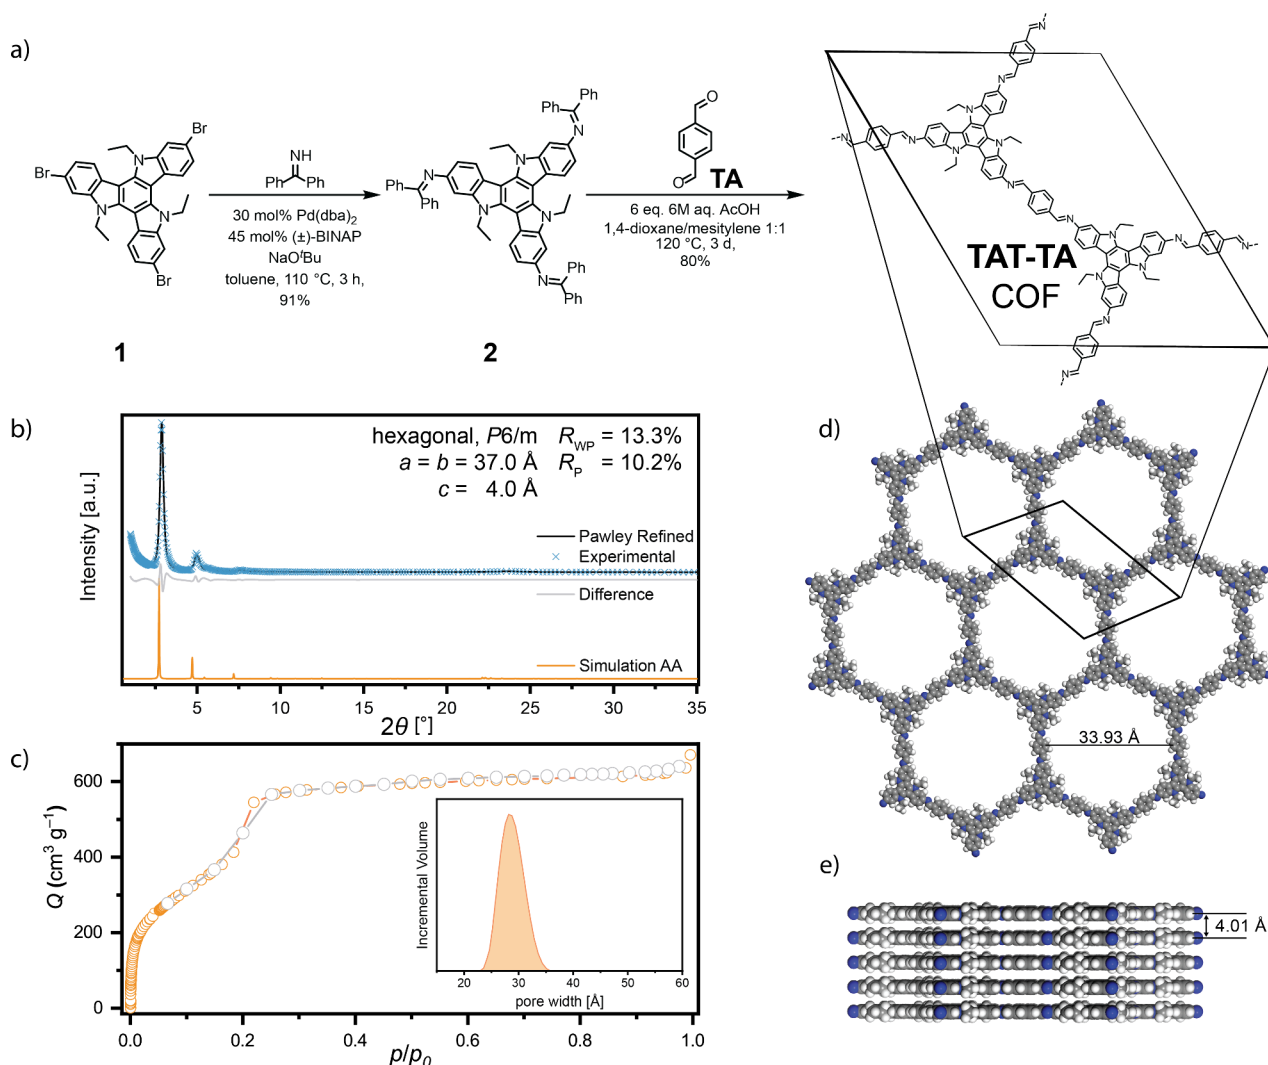 a)
Br
N
Br
N
N
Br
1
NH
Ph Ph
30 mol% Pd(dba)2
45 mol% (±)-BINAP
NaOᵗBu
toluene, 110 °C, 3 h,
91%
Ph
Ph
N
N
Ph
N
Ph
N
N
N
Ph
Ph
2
O
O
TA
6 eq. 6M aq. AcOH
1,4-dioxane/mesitylene 1:1
120 °C, 3 d,
80%
TAT-TA
COF
b)
hexagonal, P6/m RWP = 13.3%
a = b = 37.0 Å RP = 10.2%
c = 4.0 Å
Pawley Refined
Experimental
Difference
Simulation AA
Intensity [a.u.]
5 10 15 20 25 30 35
2θ [°]
c)
600
400
200
0
Q (cm³ g⁻¹)
0.0 0.2 0.4 0.6 0.8 1.0
p/p0
Incremental Volume
20 30 40 50 60
pore width [Å]
d)
33.93 Å
e)
4.01 Å